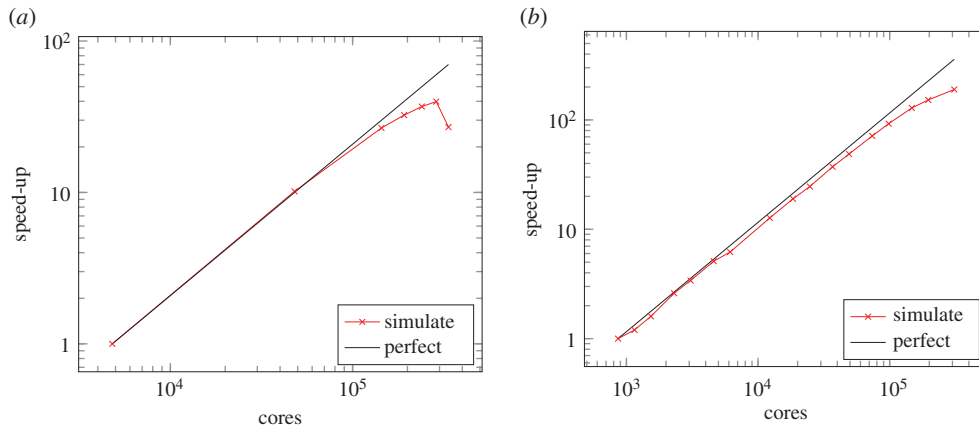 (a)
10²
10
1
speed-up
10⁴
10⁵
cores
simulate
perfect
(b)
10²
10
1
speed-up
10³
10⁴
10⁵
cores
simulate
perfect